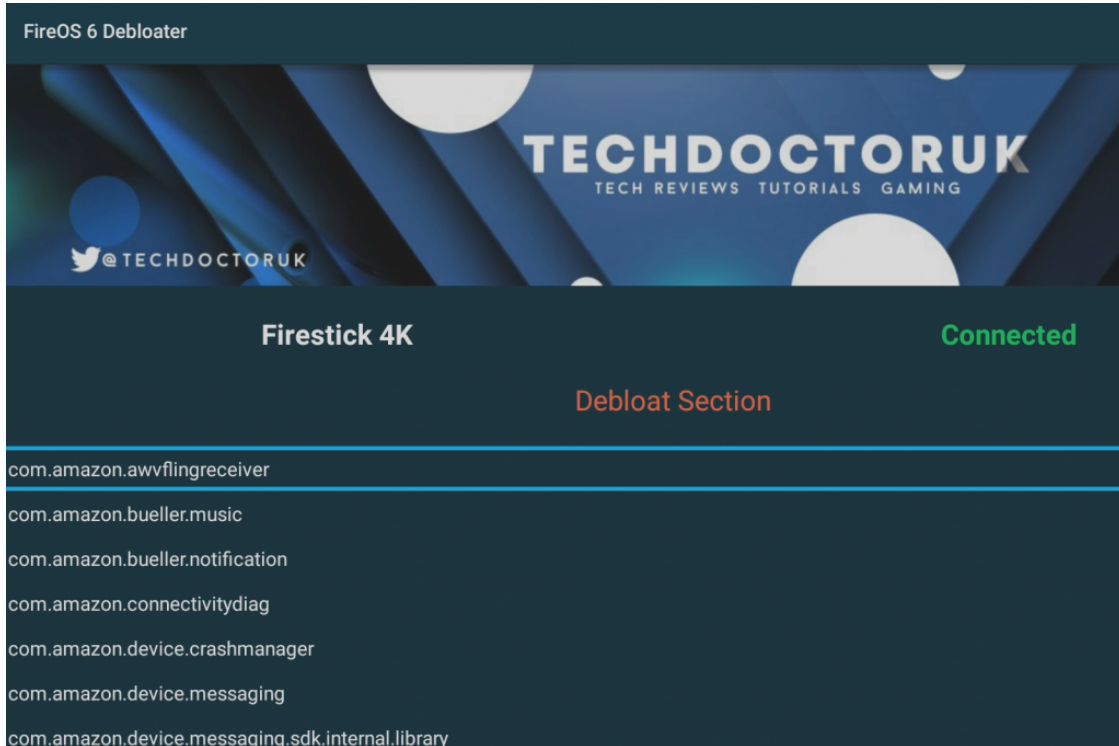 FireOS 6 Debloater
TECHDOCTORUK
TECH REVIEWS TUTORIALS GAMING
@TECHDOCTORUK
Firestick 4K
Connected
Debloat Section
com.amazon.awvflingreceiver
com.amazon.bueller.music
com.amazon.bueller.notification
com.amazon.connectivitydiag
com.amazon.device.crashmanager
com.amazon.device.messaging
com.amazon.device.messaging.sdk.internal.library